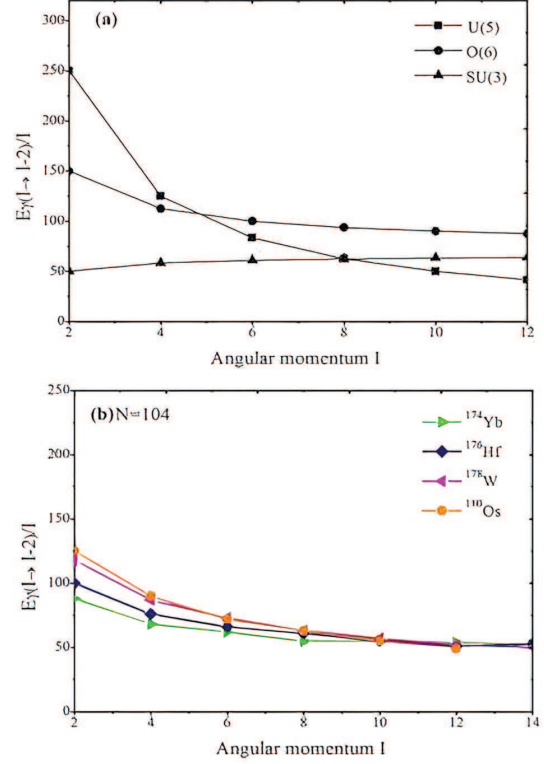 (a)
U(5)
O(6)
SU(3)
300
250
200
150
100
50
0
Eγ(I→ I-2)/I
2 4 6 8 10 12
Angular momentum I
(b)N=104
174Yb
176Hf
178W
110Os
250
200
150
100
50
0
Eγ(I→ I-2)/I
2 4 6 8 10 12 14
Angular momentum I